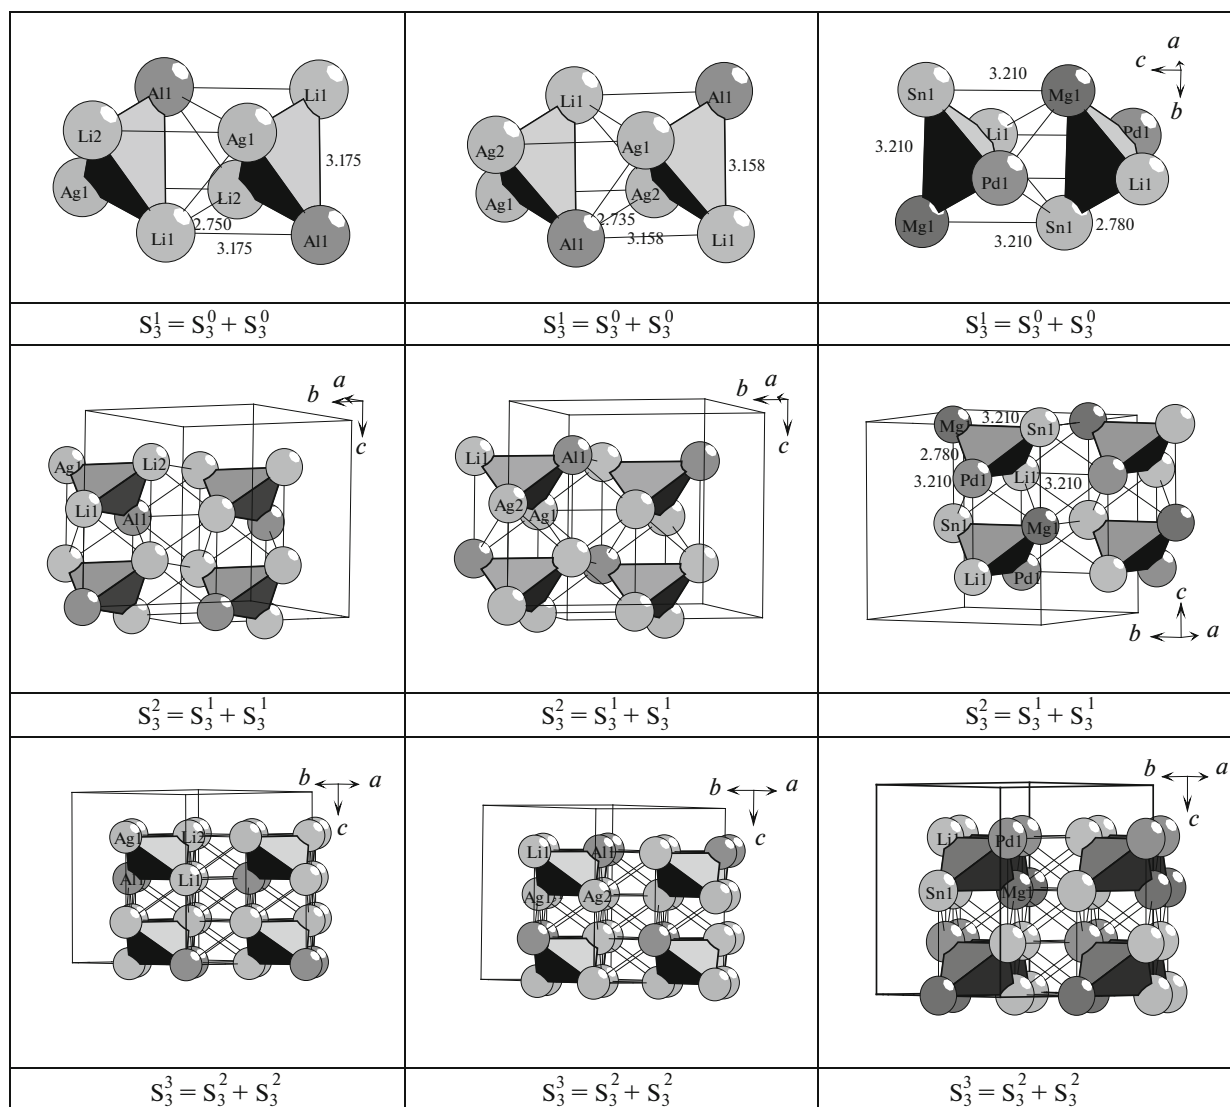 Al1 Li1
Li2 Ag1
3.175
Ag1 Li2
2.750
Li1 Al1
3.175
Li1 Al1
Ag2 Ag1
3.158
Ag1 Ag2
2.735
Al1 3.158 Li1
a
c
b
3.210
Sn1 Mg1
Li1 Pd1
3.210
Pd1 Li1
Mg1 Sn1 2.780
3.210
S₃¹ = S₃⁰ + S₃⁰
S₃¹ = S₃⁰ + S₃⁰
S₃¹ = S₃⁰ + S₃⁰
b a
c
Ag1 Li2
Li1 Al1
b a
c
Li1 Al1
Ag2 Ag1
Mg1 3.210 Sn1
2.780
3.210 Pd1 Li1 3.210
Sn1 Mg1
Li1 Pd1
c
b a
S₃² = S₃¹ + S₃¹
S₃² = S₃¹ + S₃¹
S₃² = S₃¹ + S₃¹
b a
c
Ag1 Li2
Al1 Li1
b a
c
Li1 Al1
Ag1 Ag2
b a
c
Li Pd1
Sn1 Mg1
S₃³ = S₃² + S₃²
S₃³ = S₃² + S₃²
S₃³ = S₃² + S₃²